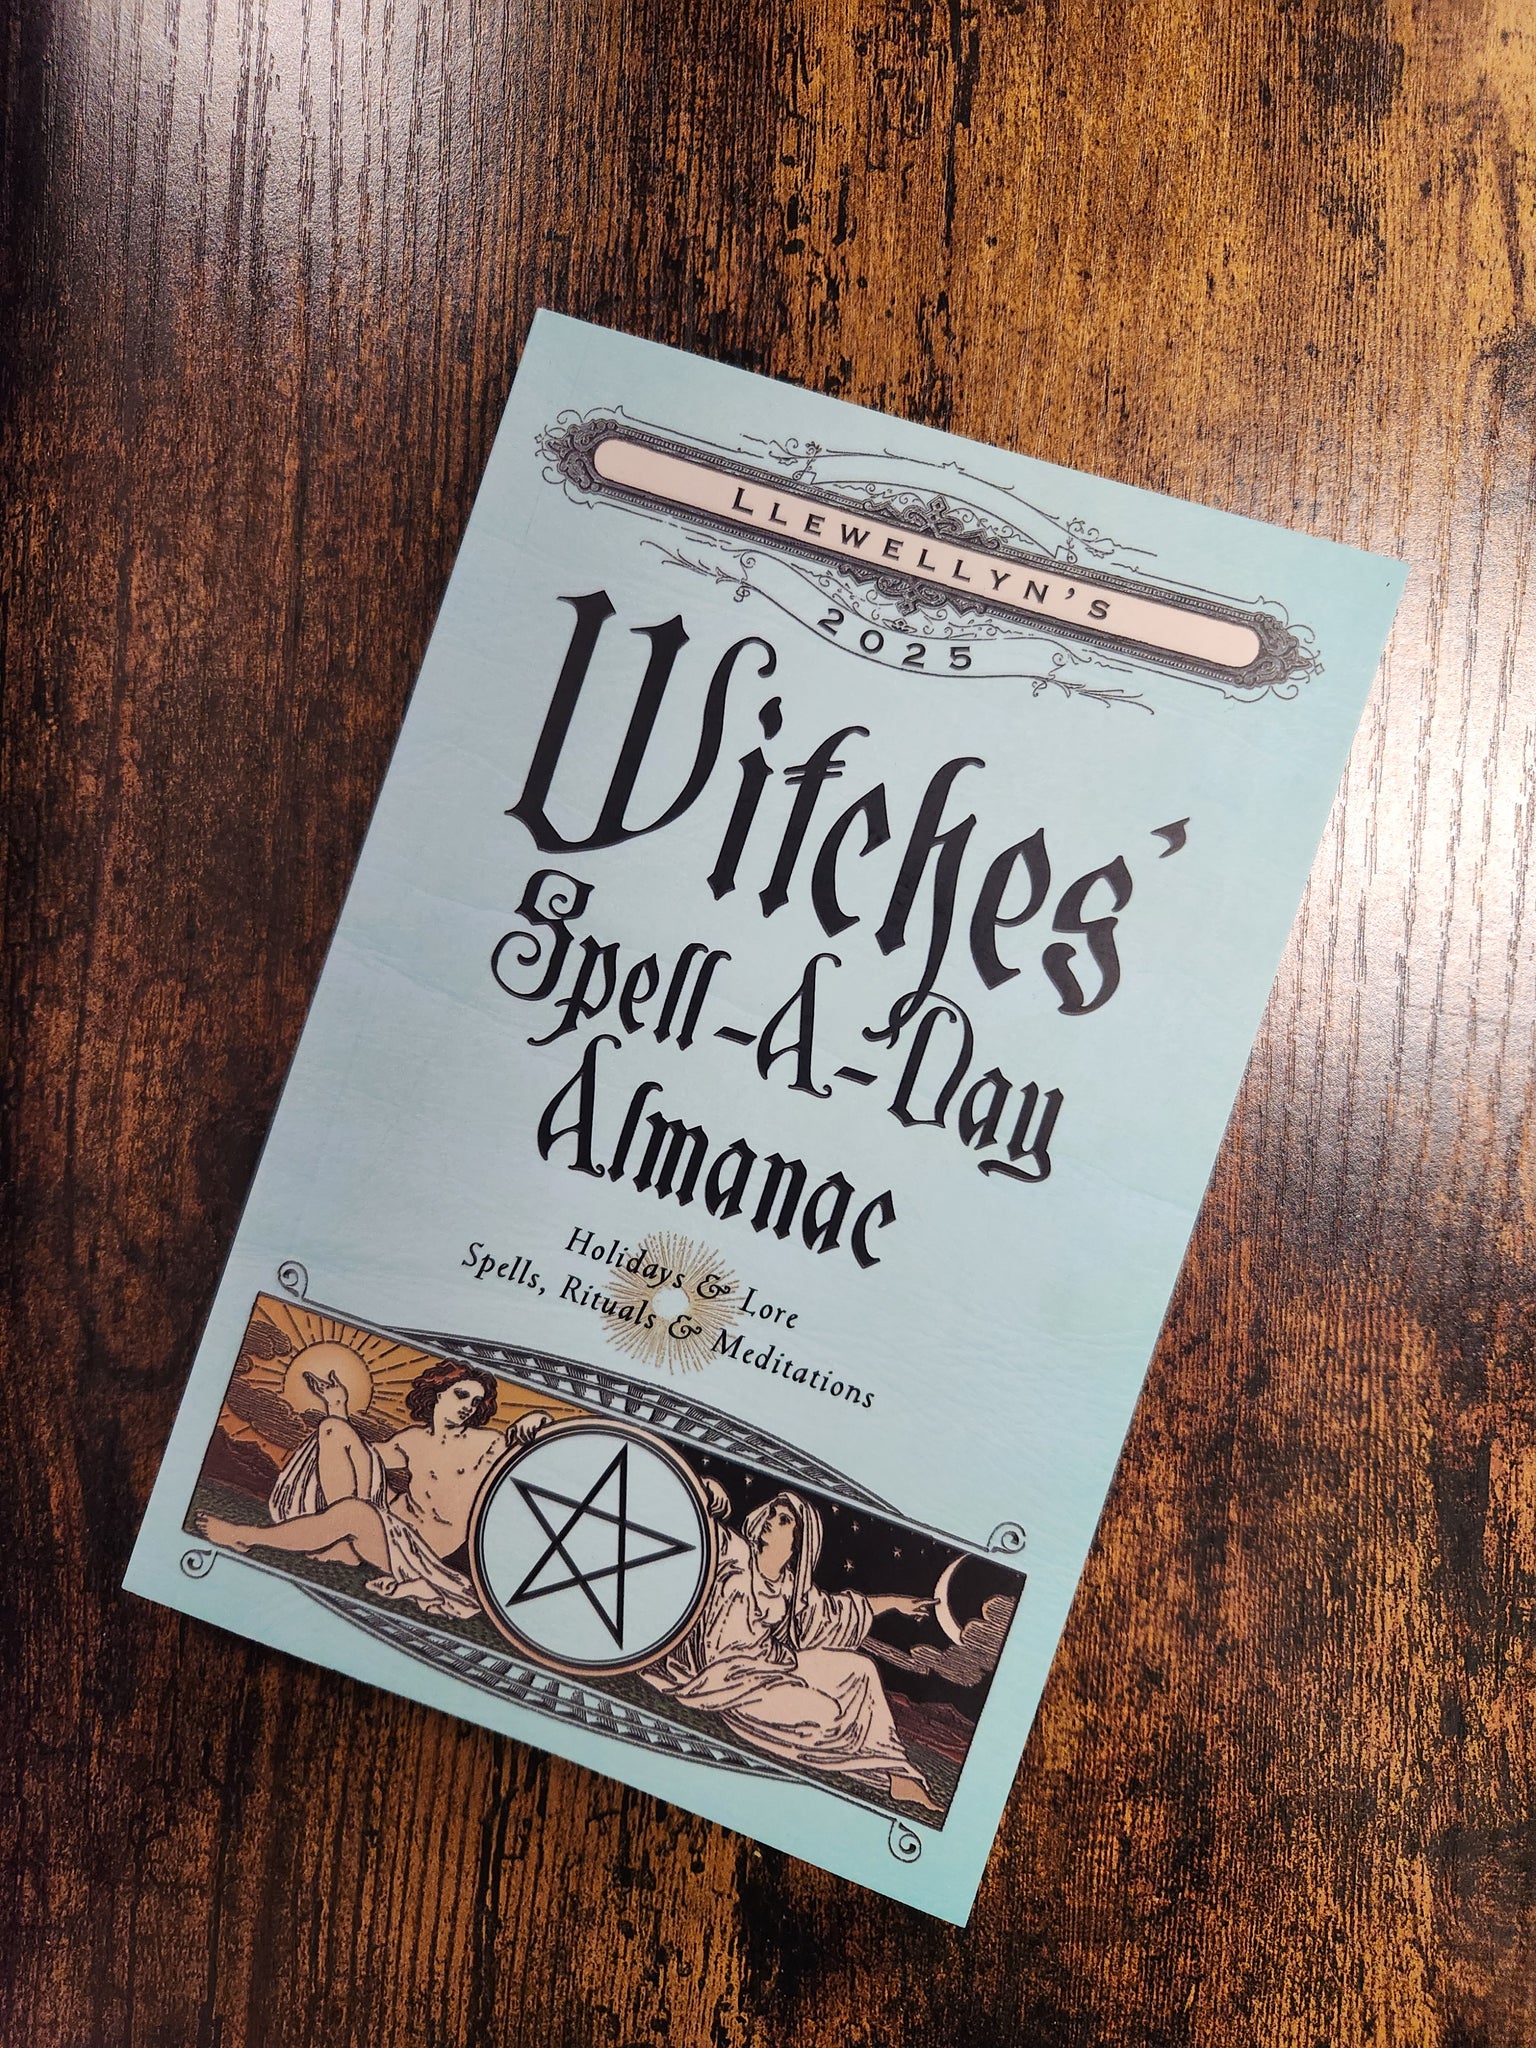 LLEWELLYN'S
2025
Witches'
Spell-A-Day
Almanac
Holidays & Lore
Spells, Rituals & Meditations